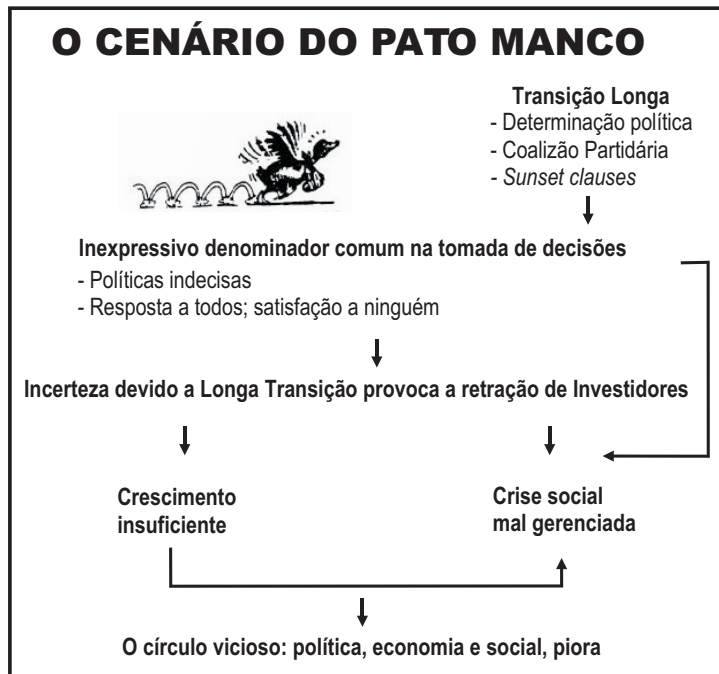 O CENÁRIO DO PATO MANCO
Transição Longa
- Determinação política
- Coalizão Partidária
- Sunset clauses
Inexpressivo denominador comum na tomada de decisões
- Políticas indecisas
- Resposta a todos; satisfação a ninguém
Incerteza devido a Longa Transição provoca a retração de Investidores
Crescimento
insuficiente
Crise social
mal gerenciada
O círculo vicioso: política, economia e social, piora